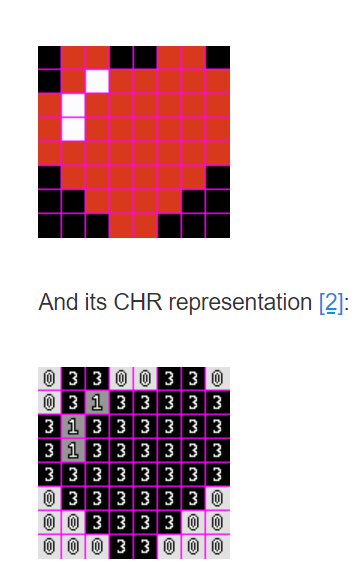 And its CHR representation [2]:
0 3 3 0 0 3 3 0
0 3 1 3 3 3 3 3
3 1 3 3 3 3 3 3
3 1 3 3 3 3 3 3
3 3 3 3 3 3 3 3
0 3 3 3 3 3 3 0
0 0 3 3 3 3 0 0
0 0 0 3 3 0 0 0